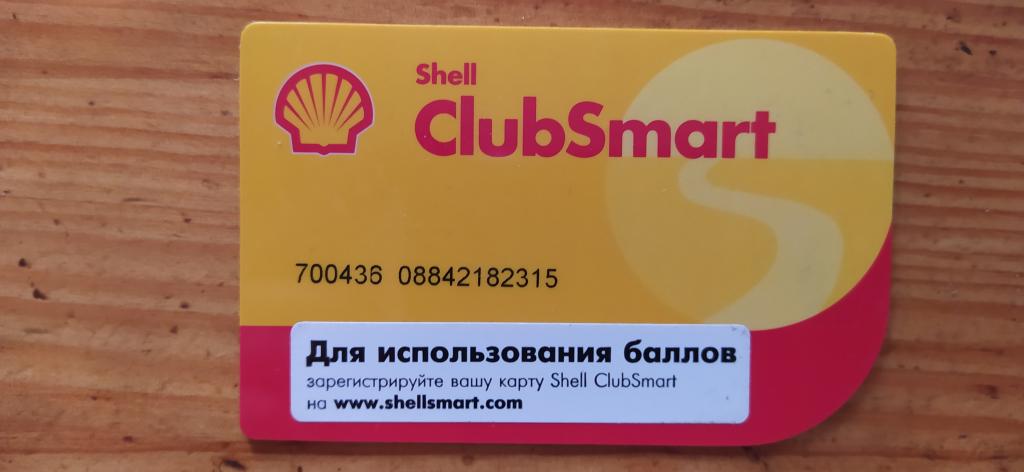 Shell
ClubSmart
700436 08842182315
Для использования баллов
зарегистрируйте вашу карту Shell ClubSmart
на www.shellsmart.com